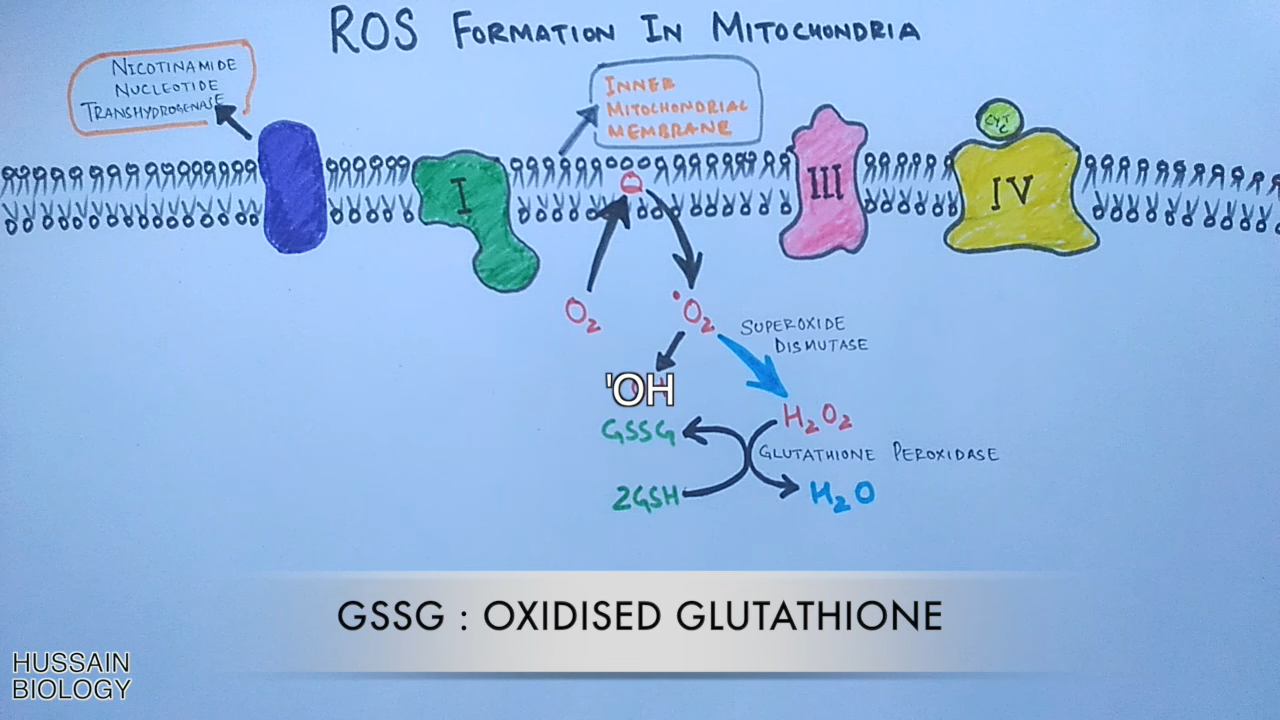 ROS FORMATION IN MITOCHONDRIA
NICOTINAMIDE
NUCLEOTIDE
TRANSHYDROGENASE
INNER
MITOCHONDRIAL
MEMBRANE
CYT
C
I
Q
III
IV
O₂
•O₂
SUPEROXIDE
DISMUTASE
'OH
H₂O₂
GSSG
GLUTATHIONE PEROXIDASE
2GSH
H₂O
GSSG : OXIDISED GLUTATHIONE
HUSSAIN
BIOLOGY